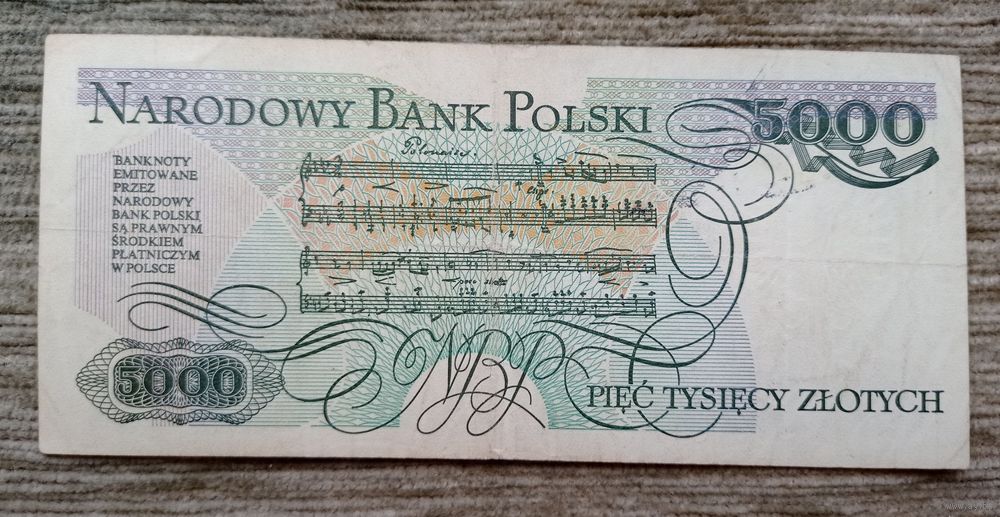 NARODOWY BANK POLSKI
5000
Polonaise.
BANKNOTY
EMITOWANE
PRZEZ
NARODOWY
BANK POLSKI
SĄ PRAWNYM
ŚRODKIEM
PŁATNICZYM
W POLSCE
NBP
5000
PIĘĆ TYSIĘCY ZŁOTYCH